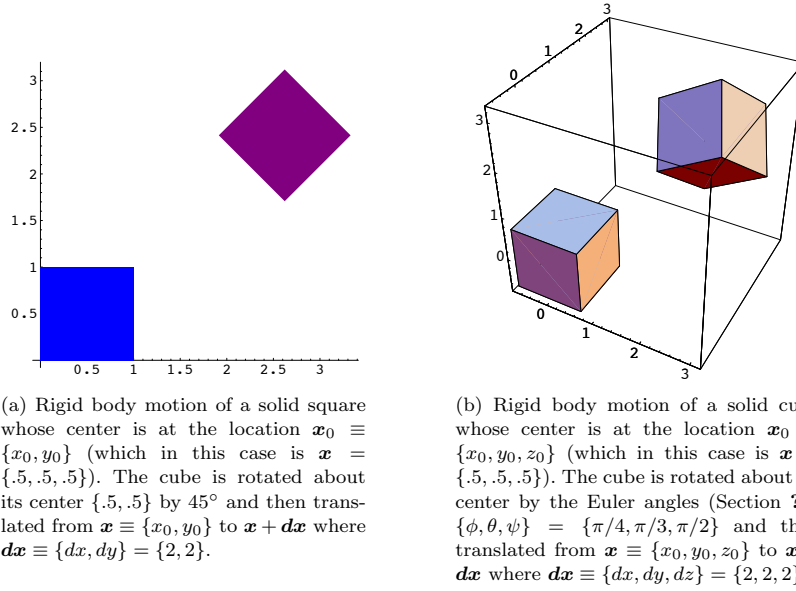 3
2.5
2
1.5
1
0.5
0.5 1 1.5 2 2.5 3
3
2
1
0
3
2
1
0
0
1
2
3
(a) Rigid body motion of a solid square
whose center is at the location x₀ ≡
{x₀, y₀} (which in this case is x =
{.5, .5, .5}). The cube is rotated about
its center {.5, .5} by 45° and then trans-
lated from x ≡ {x₀, y₀} to x + dx where
dx ≡ {dx, dy} = {2, 2}.
(b) Rigid body motion of a solid cu
whose center is at the location x₀
{x₀, y₀, z₀} (which in this case is x
{.5, .5, .5}). The cube is rotated about
center by the Euler angles (Section ?
{ϕ, θ, ψ} = {π/4, π/3, π/2} and th
translated from x ≡ {x₀, y₀, z₀} to x
dx where dx ≡ {dx, dy, dz} = {2, 2, 2}